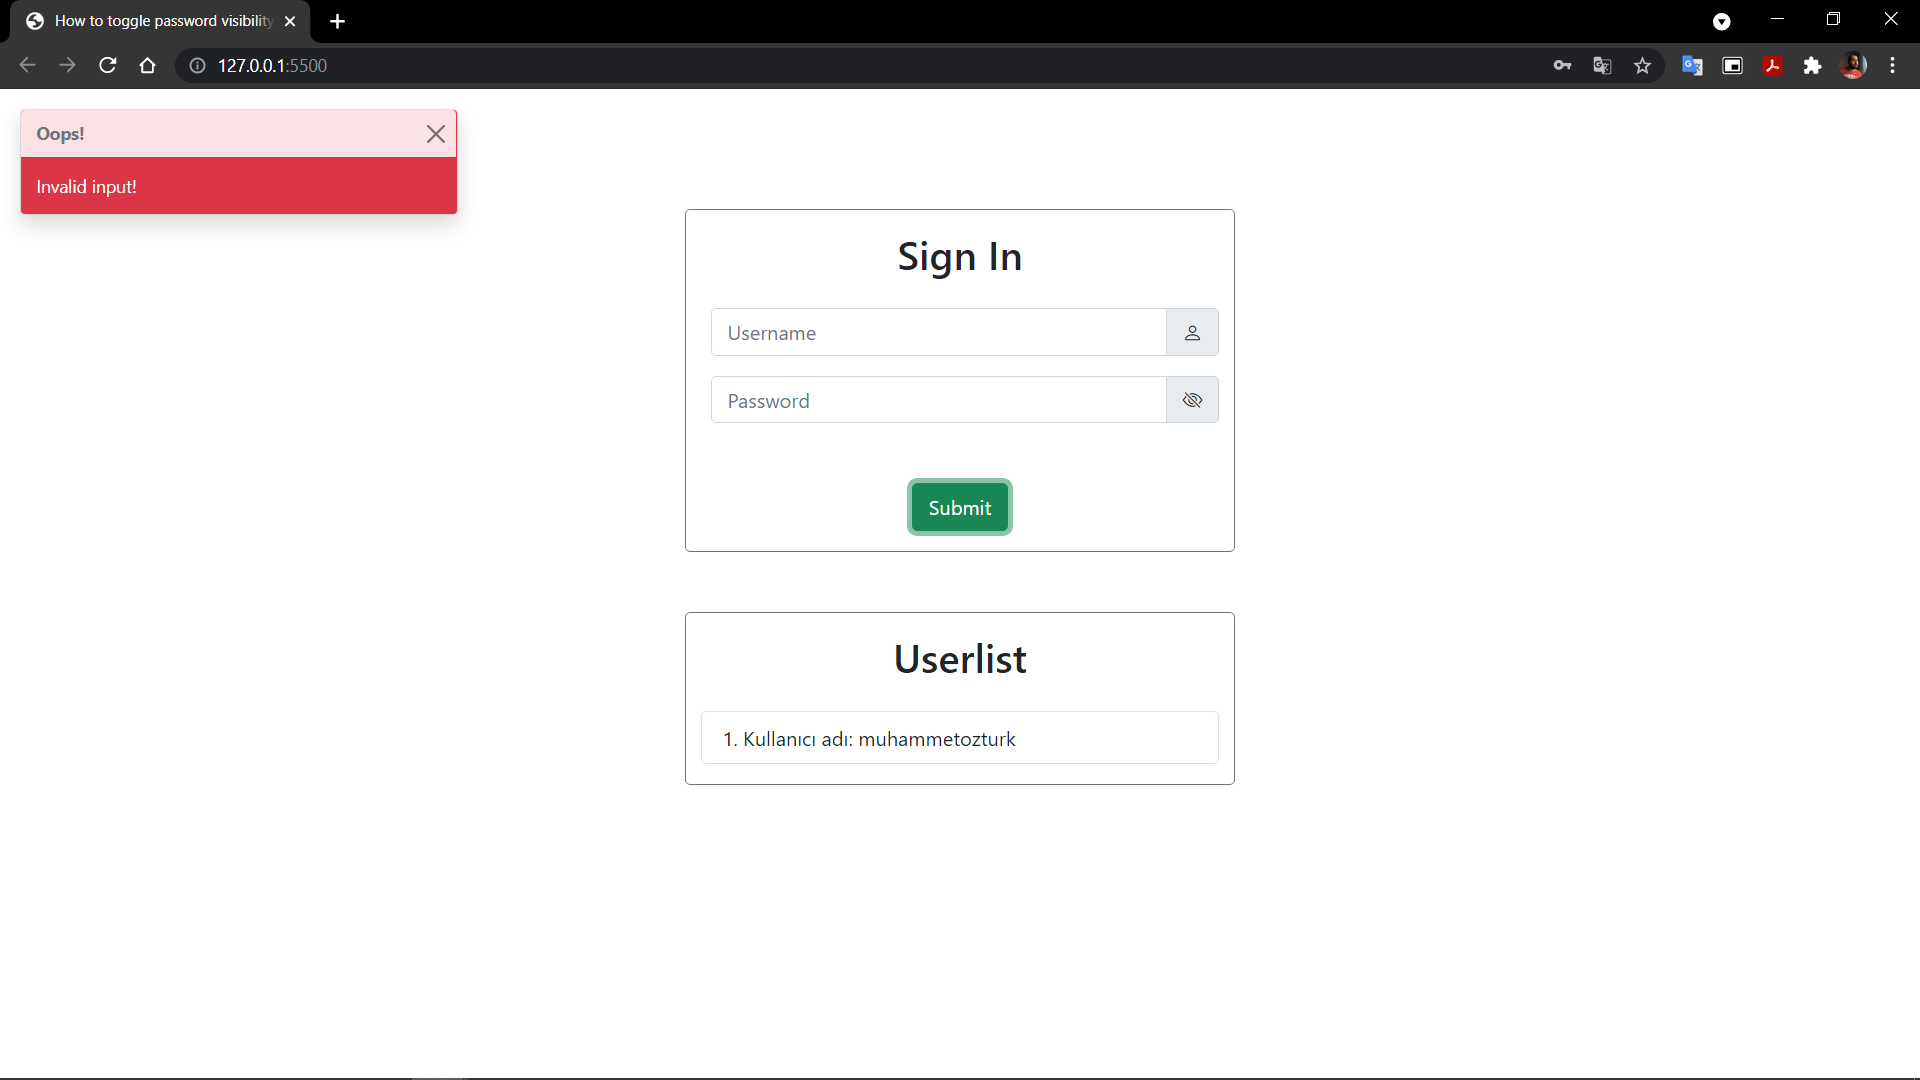 How to toggle password visibility
127.0.0.1:5500
Oops!
Invalid input!
Sign In
Username
Password
Submit
Userlist
1. Kullanıcı adı: muhammetozturk